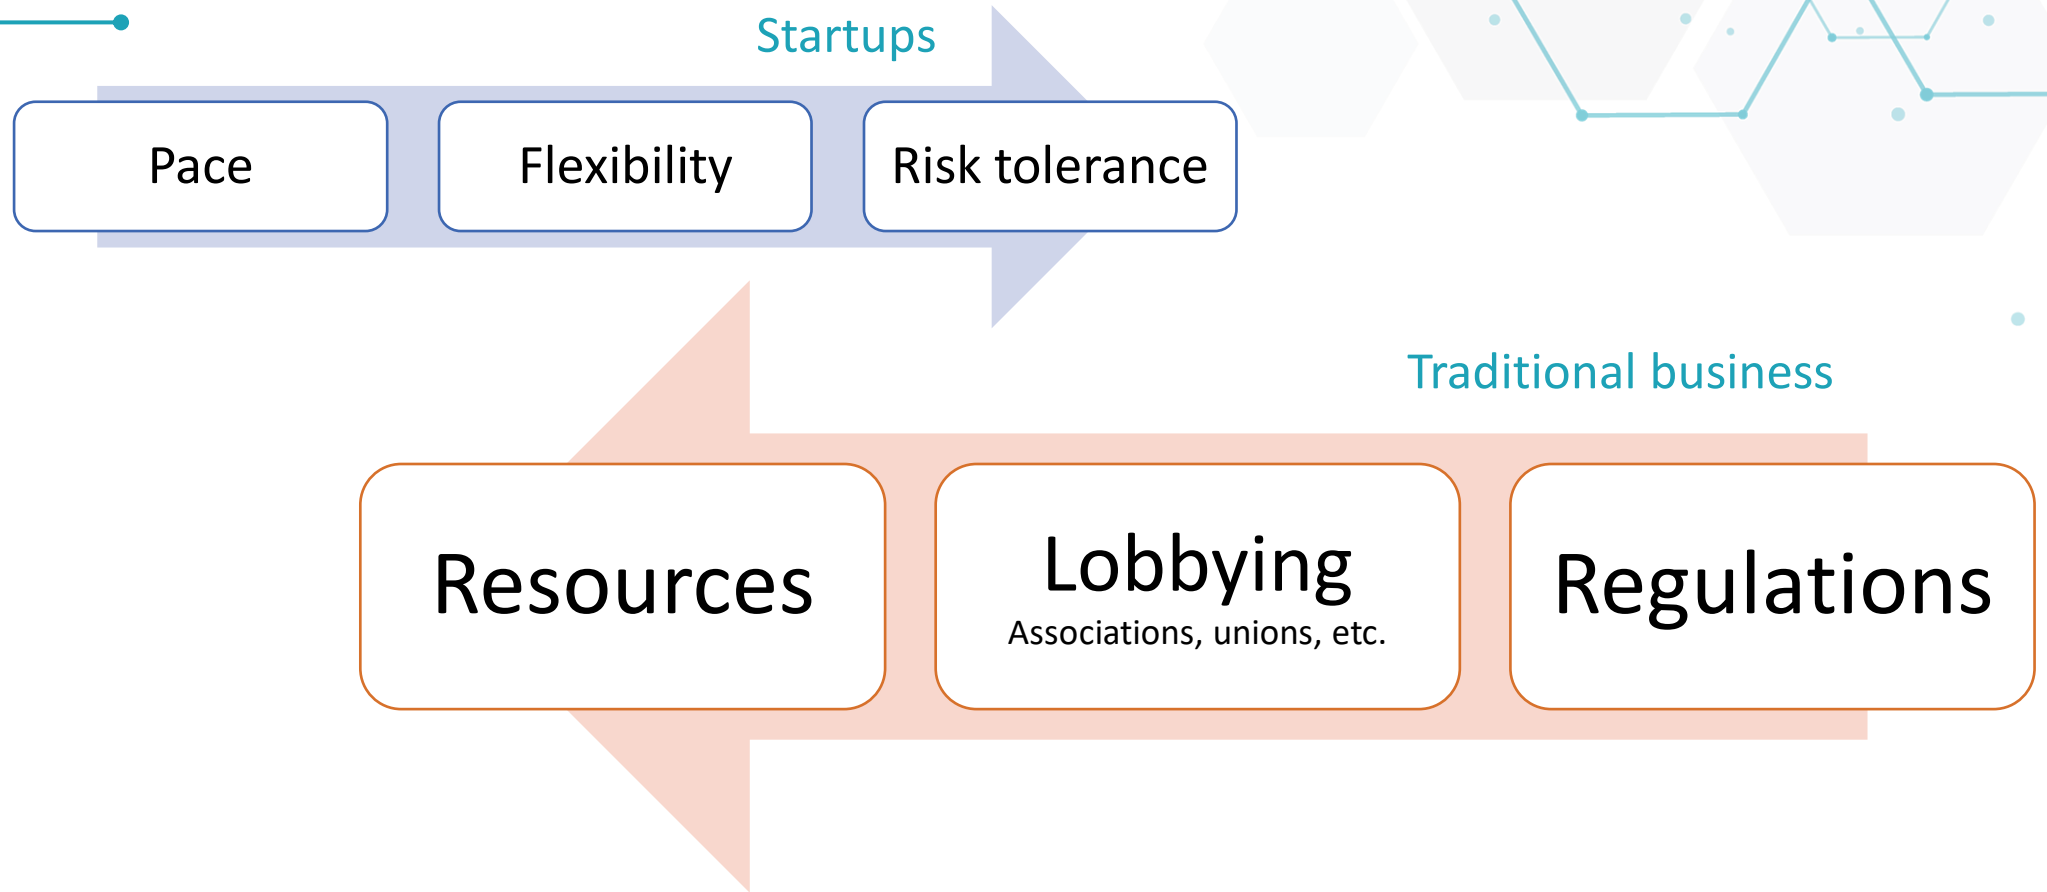 Startups
Pace
Flexibility
Risk tolerance
Traditional business
Resources
Lobbying
Associations, unions, etc.
Regulations